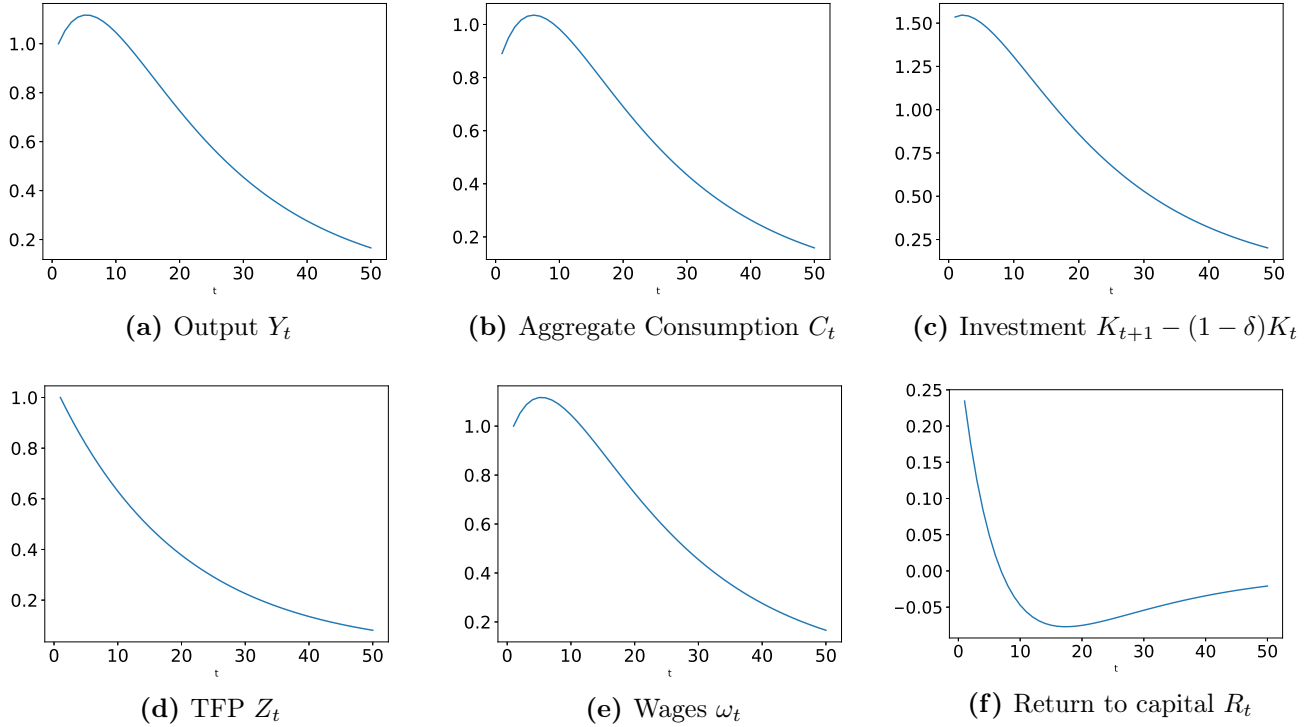 1.0
0.8
0.6
0.4
0.2
0 10 20 30 40 50
t
(a) Output Y_t
1.0
0.8
0.6
0.4
0.2
0 10 20 30 40 50
t
(b) Aggregate Consumption C_t
1.50
1.25
1.00
0.75
0.50
0.25
0 10 20 30 40 50
t
(c) Investment K_{t+1} − (1 − δ)K_t
1.0
0.8
0.6
0.4
0.2
0 10 20 30 40 50
t
(d) TFP Z_t
1.0
0.8
0.6
0.4
0.2
0 10 20 30 40 50
t
(e) Wages ω_t
0.25
0.20
0.15
0.10
0.05
0.00
−0.05
0 10 20 30 40 50
t
(f) Return to capital R_t